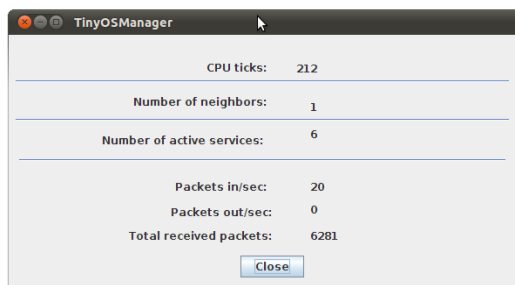 TinyOSManager
CPU ticks: 212
Number of neighbors: 1
Number of active services: 6
Packets in/sec: 20
Packets out/sec: 0
Total received packets: 6281
Close